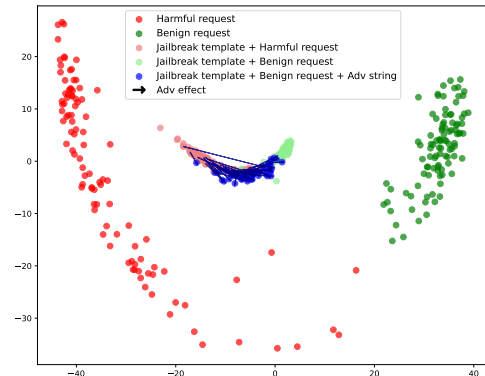 Harmful request
Benign request
Jailbreak template + Harmful request
Jailbreak template + Benign request
Jailbreak template + Benign request + Adv string
Adv effect
20
10
0
−10
−20
−30
−40 −20 0 20 40